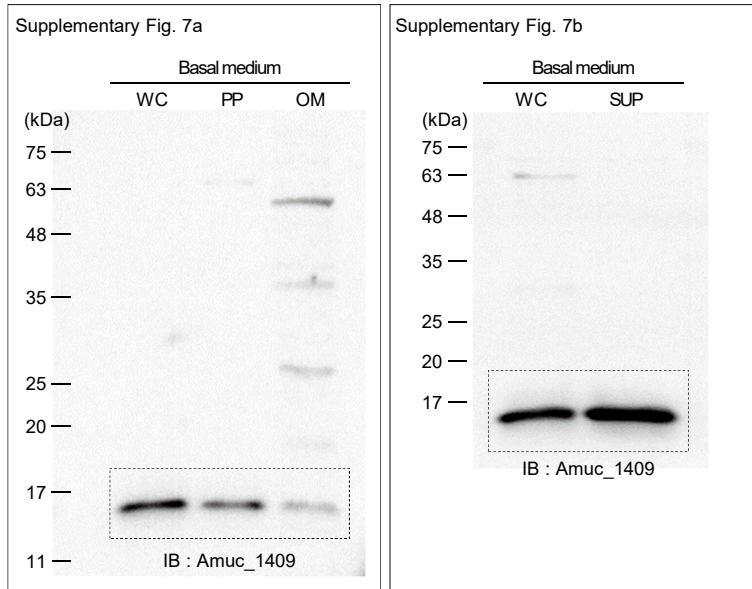 Supplementary Fig. 7a
Basal medium
WC PP OM
(kDa)
75
63
48
35
25
20
17
11
IB : Amuc_1409
Supplementary Fig. 7b
Basal medium
WC SUP
(kDa)
75
63
48
35
25
20
17
IB : Amuc_1409